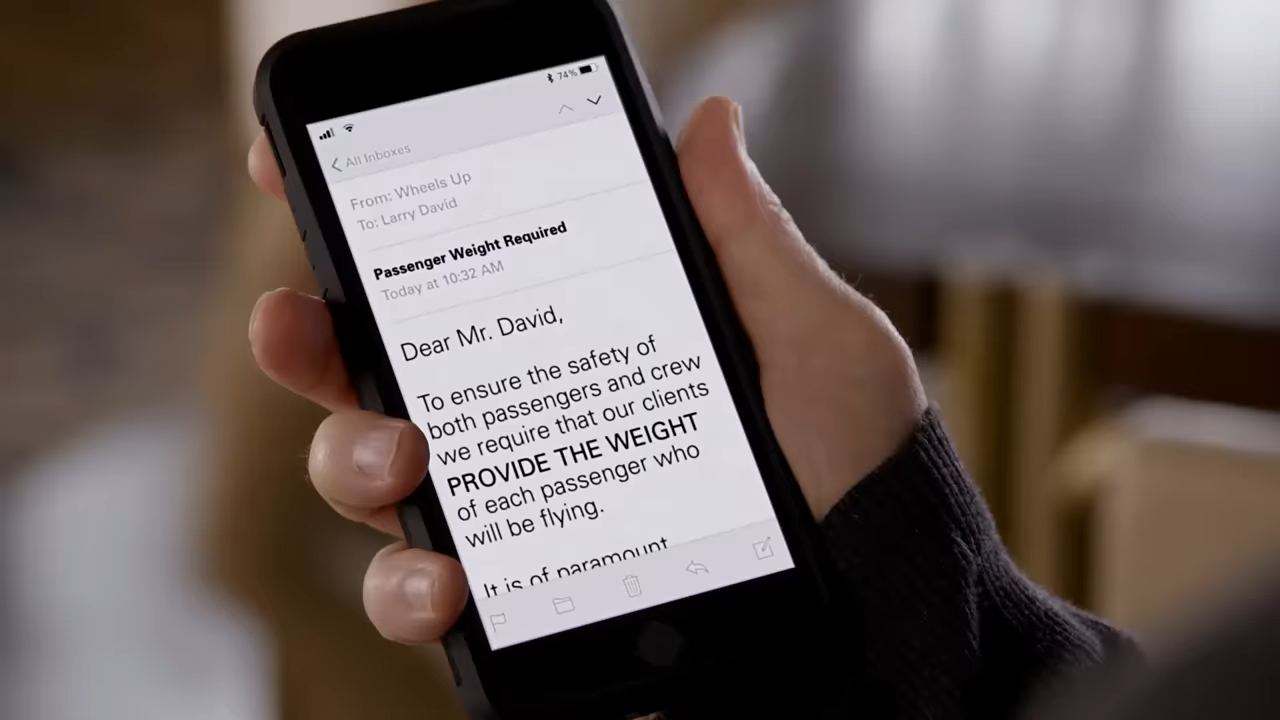 74%
All Inboxes
From: Wheels Up
To: Larry David
Passenger Weight Required
Today at 10:32 AM
Dear Mr. David,
To ensure the safety of
both passengers and crew
we require that our clients
PROVIDE THE WEIGHT
of each passenger who
will be flying.
It is of paramount